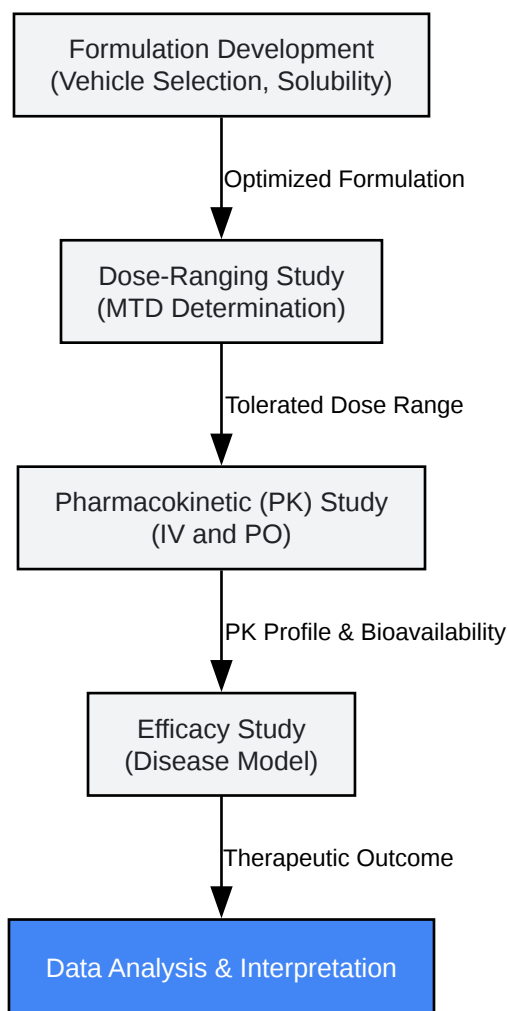 Formulation Development
(Vehicle Selection, Solubility)
Optimized Formulation
Dose-Ranging Study
(MTD Determination)
Tolerated Dose Range
Pharmacokinetic (PK) Study
(IV and PO)
PK Profile & Bioavailability
Efficacy Study
(Disease Model)
Therapeutic Outcome
Data Analysis & Interpretation